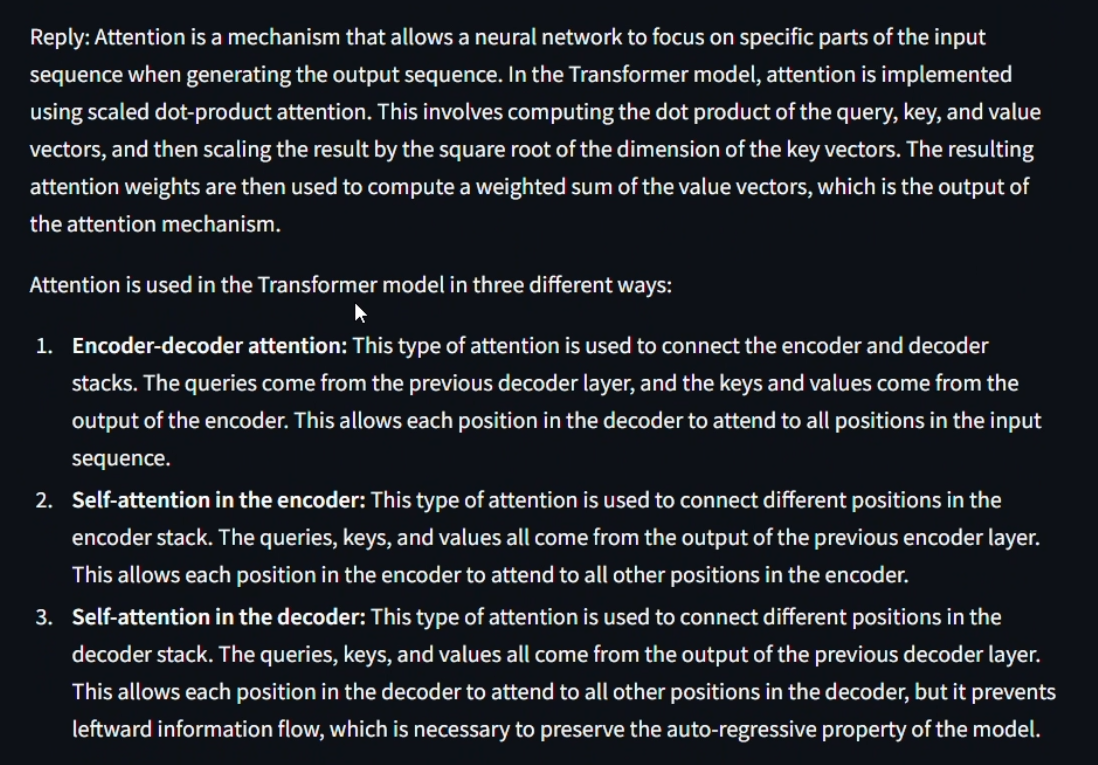 Reply: Attention is a mechanism that allows a neural network to focus on specific parts of the input
sequence when generating the output sequence. In the Transformer model, attention is implemented
using scaled dot-product attention. This involves computing the dot product of the query, key, and value
vectors, and then scaling the result by the square root of the dimension of the key vectors. The resulting
attention weights are then used to compute a weighted sum of the value vectors, which is the output of
the attention mechanism.
Attention is used in the Transformer model in three different ways:
1. Encoder-decoder attention: This type of attention is used to connect the encoder and decoder
stacks. The queries come from the previous decoder layer, and the keys and values come from the
output of the encoder. This allows each position in the decoder to attend to all positions in the input
sequence.
2. Self-attention in the encoder: This type of attention is used to connect different positions in the
encoder stack. The queries, keys, and values all come from the output of the previous encoder layer.
This allows each position in the encoder to attend to all other positions in the encoder.
3. Self-attention in the decoder: This type of attention is used to connect different positions in the
decoder stack. The queries, keys, and values all come from the output of the previous decoder layer.
This allows each position in the decoder to attend to all other positions in the decoder, but it prevents
leftward information flow, which is necessary to preserve the auto-regressive property of the model.